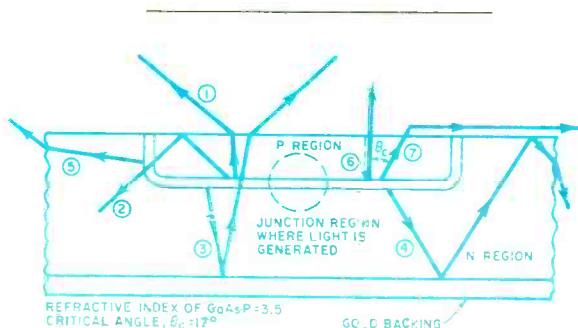 ①
P REGION
θc
⑤
⑥
⑦
②
JUNCTION REGION
WHERE LIGHT IS
GENERATED
③
④
N REGION
REFRACTIVE INDEX OF GaAsP=3.5
CRITICAL ANGLE, θc=17°
GOLD BACKING